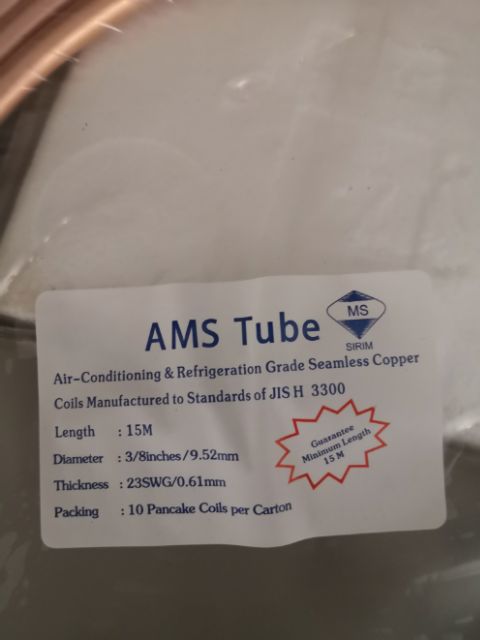 AMS Tube
MS
SIRIM
Air-Conditioning & Refrigeration Grade Seamless Copper
Coils Manufactured to Standards of JIS H 3300
Length : 15M
Diameter : 3/8inches/9.52mm
Thickness : 23SWG/0.61mm
Packing : 10 Pancake Coils per Carton
Guarantee
Minimum Length
15 M